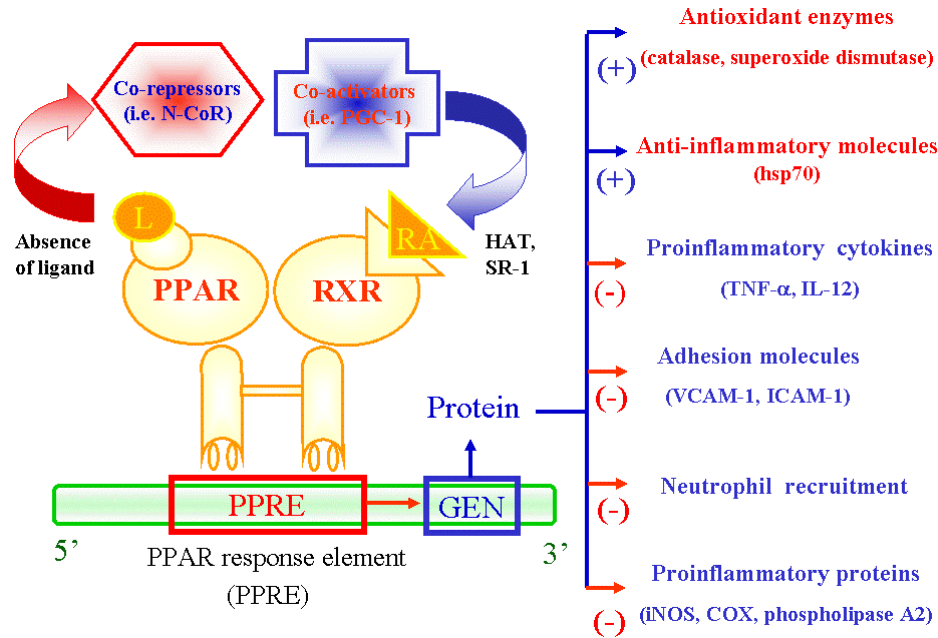 Co-repressors
(i.e. N-CoR)
Co-activators
(i.e. PGC-1)
L
RA
Absence
of ligand
HAT,
SR-1
PPAR
RXR
Protein
PPRE
GEN
5’
3’
PPAR response element
(PPRE)
Antioxidant enzymes
(+)
(catalase, superoxide dismutase)
Anti-inflammatory molecules
(+)
(hsp70)
Proinflammatory cytokines
(-)
(TNF-α, IL-12)
Adhesion molecules
(-)
(VCAM-1, ICAM-1)
Neutrophil recruitment
(-)
Proinflammatory proteins
(-)
(iNOS, COX, phospholipase A2)